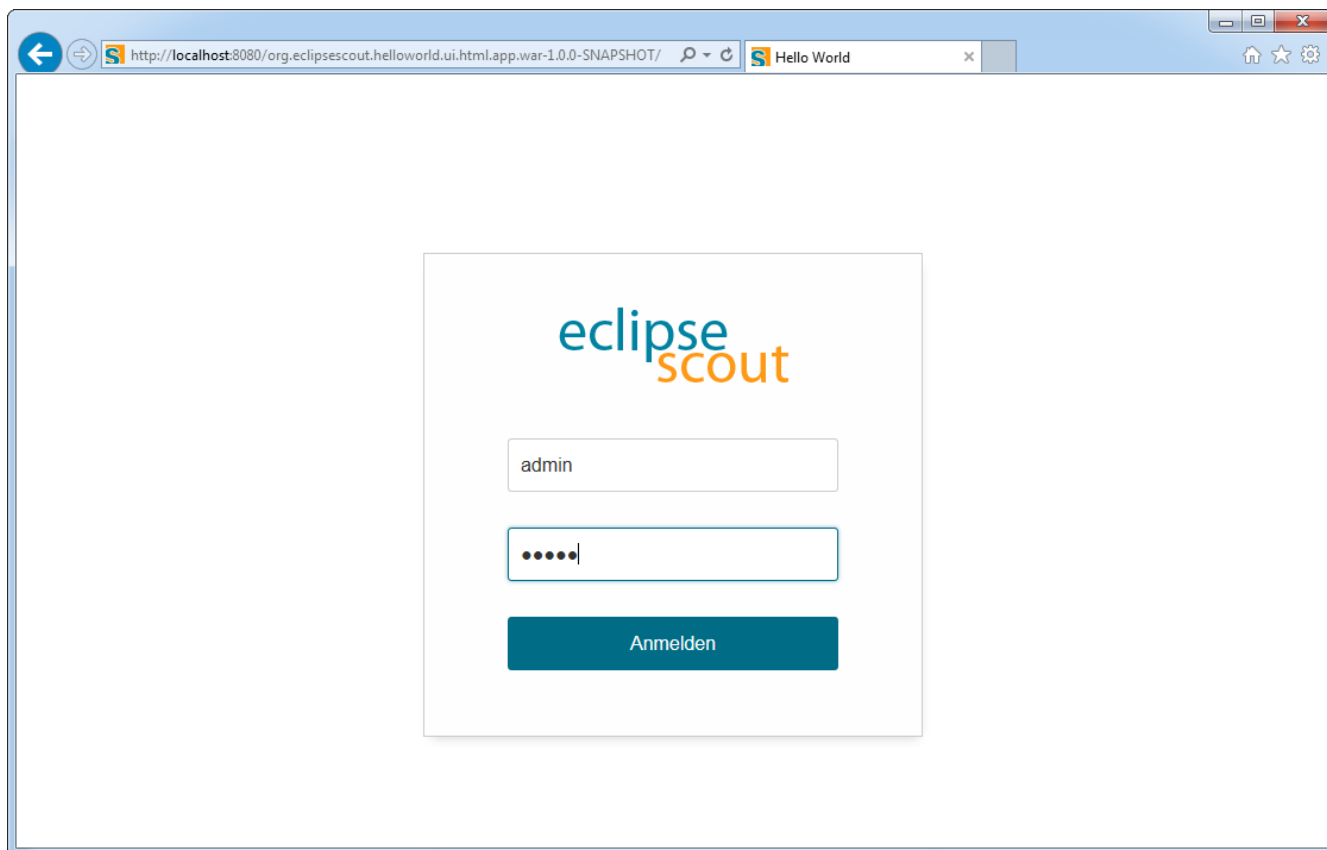 http://localhost:8080/org.eclipsescout.helloworld.ui.html.app.war-1.0.0-SNAPSHOT/
Hello World
eclipse
scout
admin
•••••
Anmelden